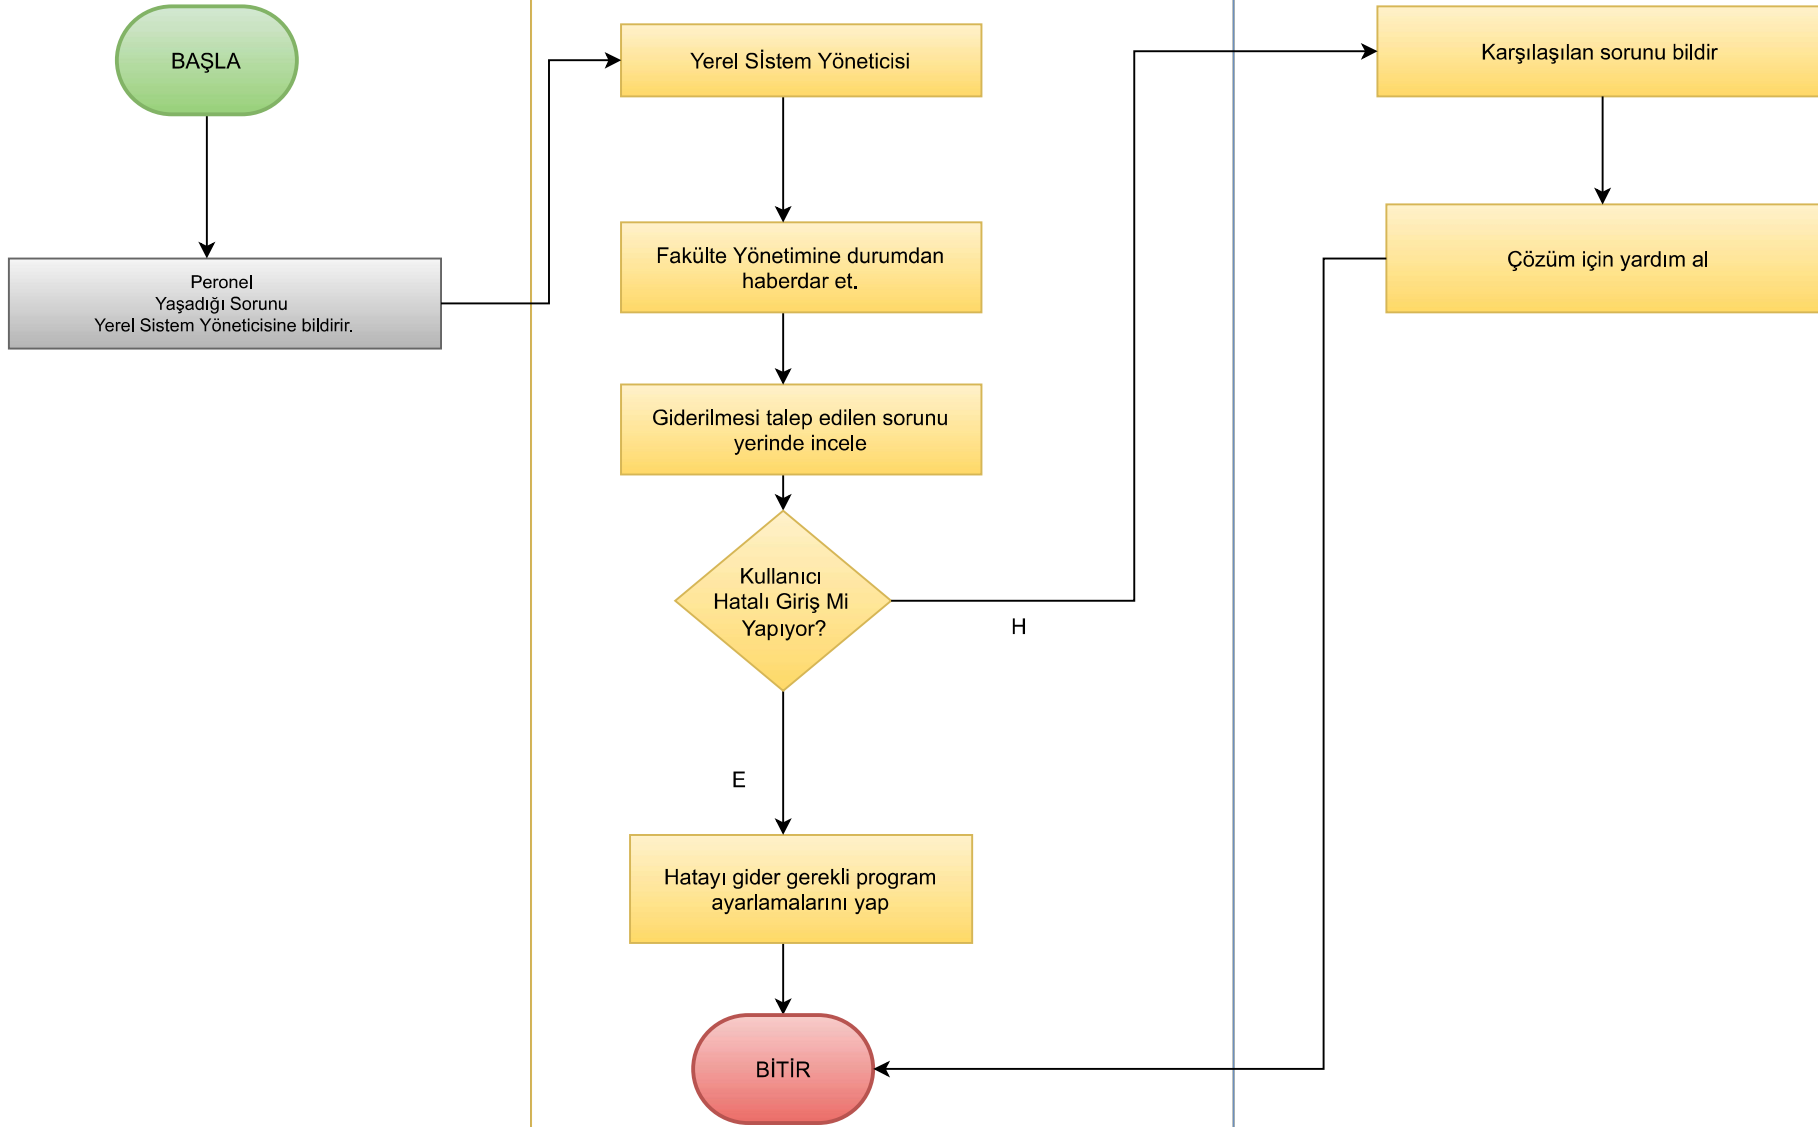 BAŞLA
Peronel
Yaşadığı Sorunu
Yerel Sistem Yöneticisine bildirir.
Yerel Sİstem Yöneticisi
Fakülte Yönetimine durumdan
haberdar et.
Giderilmesi talep edilen sorunu
yerinde incele
Kullanıcı
Hatalı Giriş Mi
Yapıyor?
H
E
Hatayı gider gerekli program
ayarlamalarını yap
BİTİR
Karşılaşılan sorunu bildir
Çözüm için yardım al